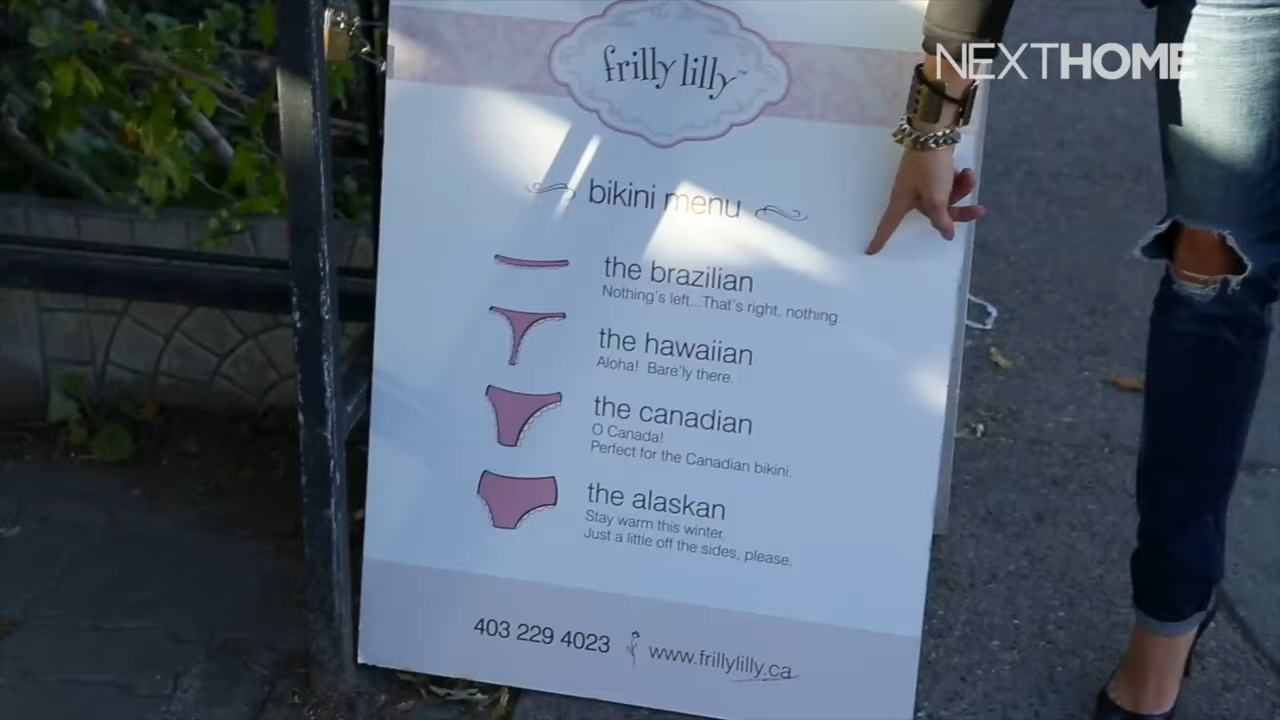 NEXTHOME
frilly lilly™
bikini menu
the brazilian
Nothing's left...That's right, nothing.
the hawaiian
Aloha! Bare'ly there.
the canadian
O Canada!
Perfect for the Canadian bikini.
the alaskan
Stay warm this winter.
Just a little off the sides, please.
403 229 4023 www.frillylilly.ca